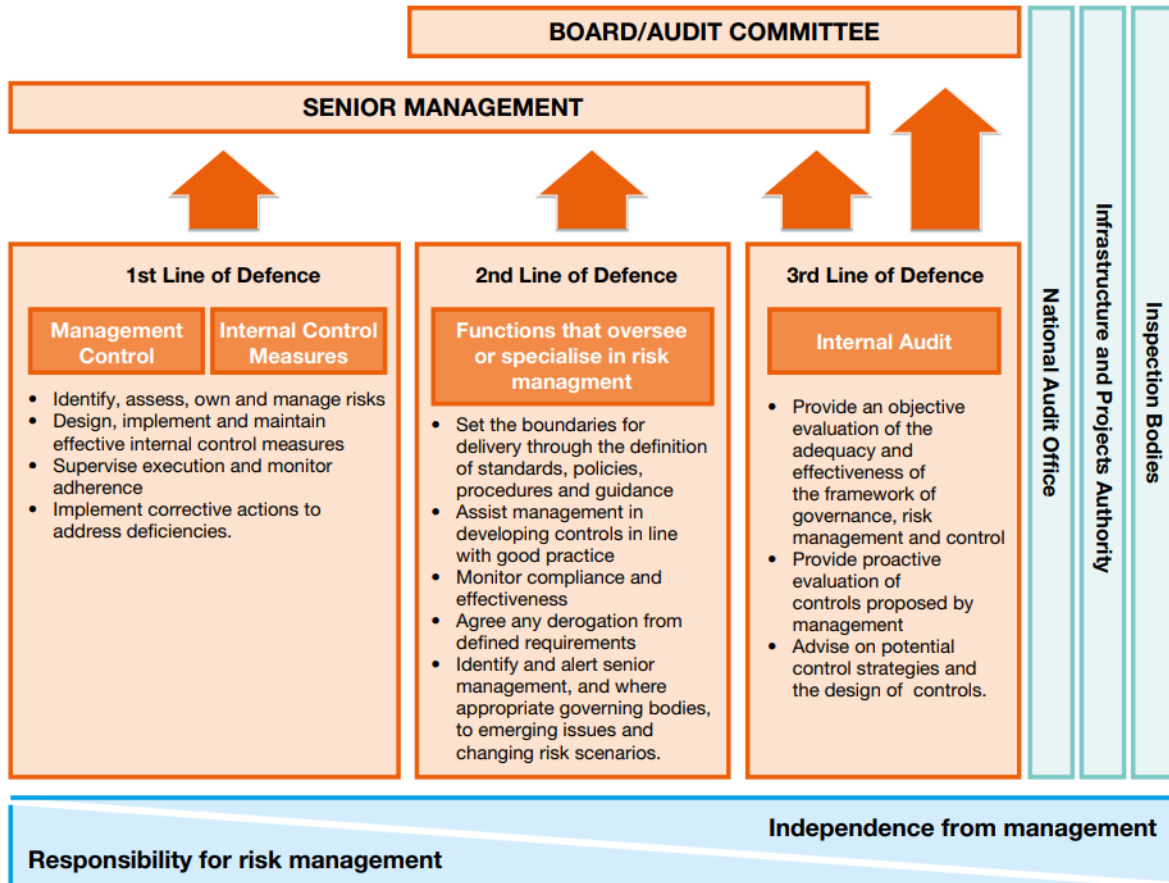 BOARD/AUDIT COMMITTEE
SENIOR MANAGEMENT
1st Line of Defence
Management
Control
Internal Control
Measures
• Identify, assess, own and manage risks
• Design, implement and maintain
effective internal control measures
• Supervise execution and monitor
adherence
• Implement corrective actions to
address deficiencies.
2nd Line of Defence
Functions that oversee
or specialise in risk
managment
• Set the boundaries for
delivery through the definition
of standards, policies,
procedures and guidance
• Assist management in
developing controls in line
with good practice
• Monitor compliance and
effectiveness
• Agree any derogation from
defined requirements
• Identify and alert senior
management, and where
appropriate governing bodies,
to emerging issues and
changing risk scenarios.
3rd Line of Defence
Internal Audit
• Provide an objective
evaluation of the
adequacy and
effectiveness of
the framework of
governance, risk
management and control
• Provide proactive
evaluation of
controls proposed by
management
• Advise on potential
control strategies and
the design of controls.
National Audit Office
Infrastructure and Projects Authority
Inspection Bodies
Independence from management
Responsibility for risk management